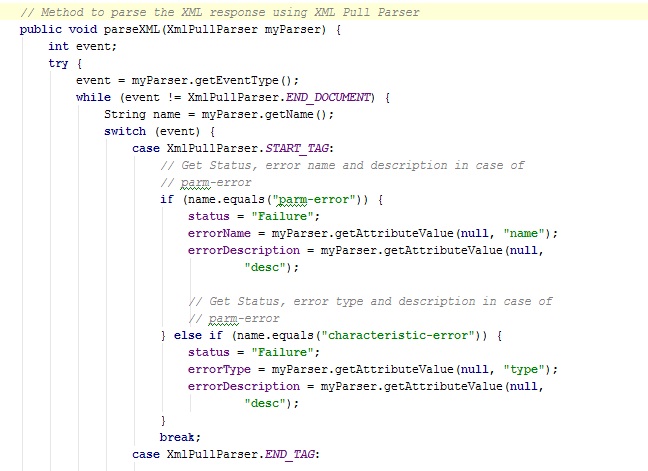 // Method to parse the XML response using XML Pull Parser
public void parseXML(XmlPullParser myParser) {
    int event;
    try {
        event = myParser.getEventType();
        while (event != XmlPullParser.END_DOCUMENT) {
            String name = myParser.getName();
            switch (event) {
                case XmlPullParser.START_TAG:
                    // Get Status, error name and description in case of
                    // parm-error
                    if (name.equals("parm-error")) {
                        status = "Failure";
                        errorName = myParser.getAttributeValue(null, "name");
                        errorDescription = myParser.getAttributeValue(null,
                                "desc");

                        // Get Status, error type and description in case of
                        // parm-error
                    } else if (name.equals("characteristic-error")) {
                        status = "Failure";
                        errorType = myParser.getAttributeValue(null, "type");
                        errorDescription = myParser.getAttributeValue(null,
                                "desc");
                    }
                    break;
                case XmlPullParser.END_TAG: